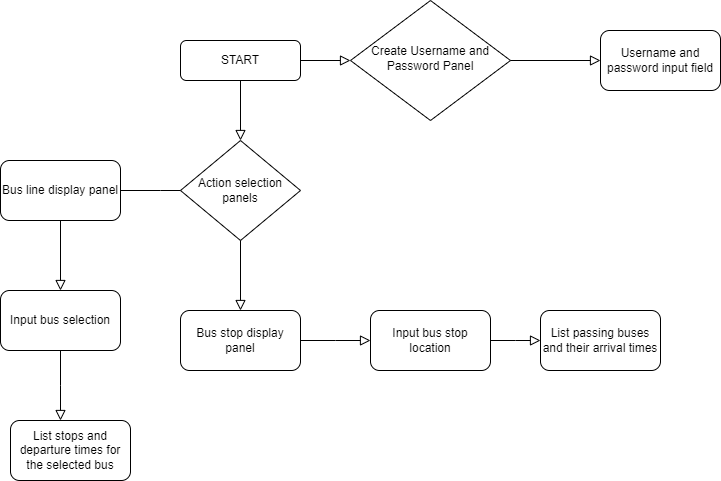 START
Create Username and
Password Panel
Username and
password input field
Action selection
panels
Bus line display panel
Input bus selection
Bus stop display
panel
Input bus stop
location
List passing buses
and their arrival times
List stops and
departure times for
the selected bus